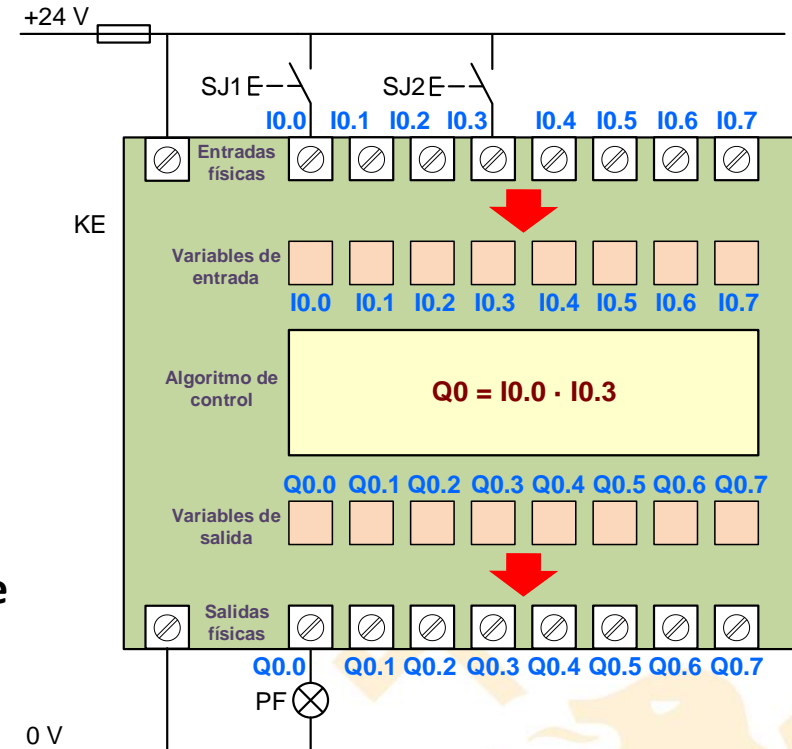 +24 V
SJ1 SJ2
I0.0 I0.1 I0.2 I0.3 I0.4 I0.5 I0.6 I0.7
Entradas
físicas
KE
Variables de
entrada
I0.0 I0.1 I0.2 I0.3 I0.4 I0.5 I0.6 I0.7
Algoritmo de
control
Q0 = I0.0 · I0.3
Q0.0 Q0.1 Q0.2 Q0.3 Q0.4 Q0.5 Q0.6 Q0.7
Variables de
salida
e
Salidas
físicas
Q0.0 Q0.1 Q0.2 Q0.3 Q0.4 Q0.5 Q0.6 Q0.7
PF
0 V